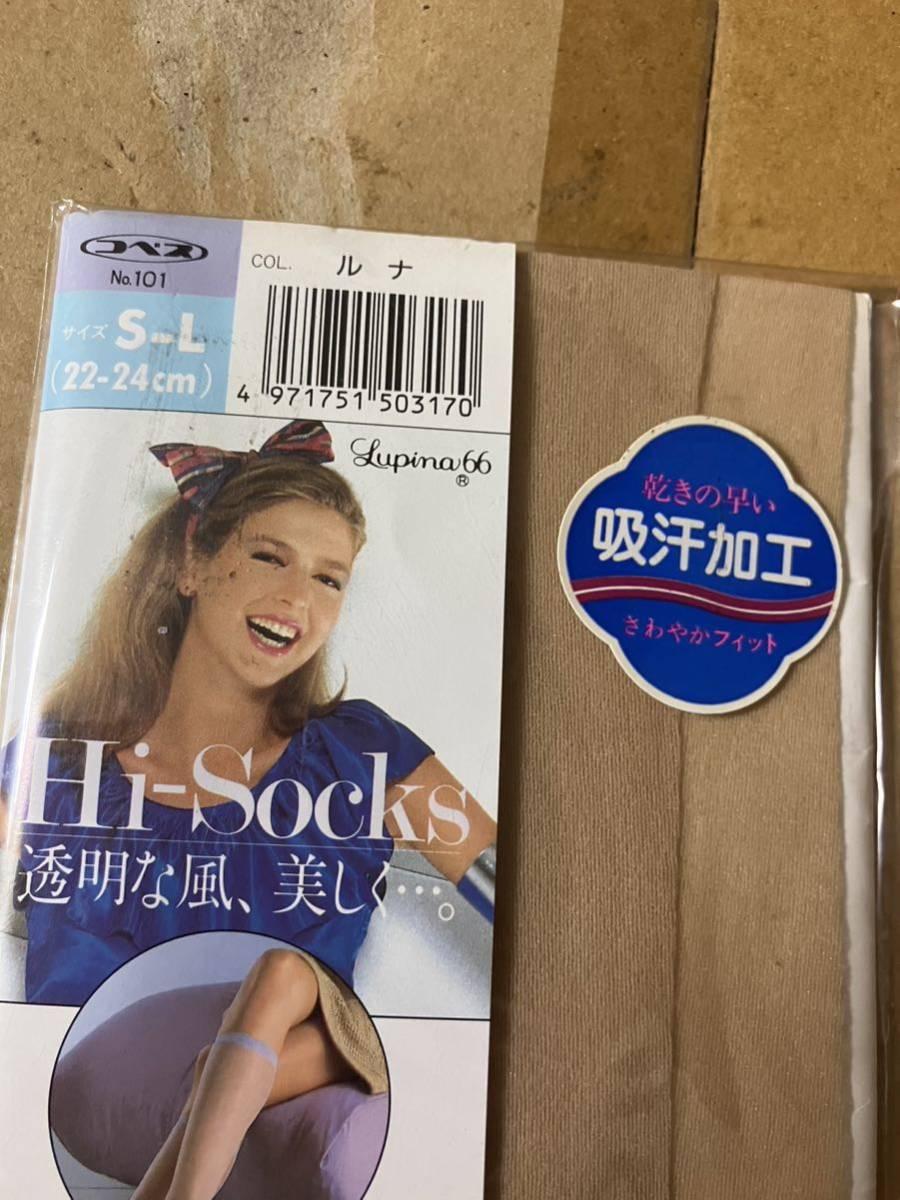 コベス
No.101
サイズ S-L
(22-24cm)
COL. ルナ
4 971751 503170
Lupina66
®
Hi-Socks
透明な風、美しく…。
乾きの早い
吸汗加工
さわやかフィット